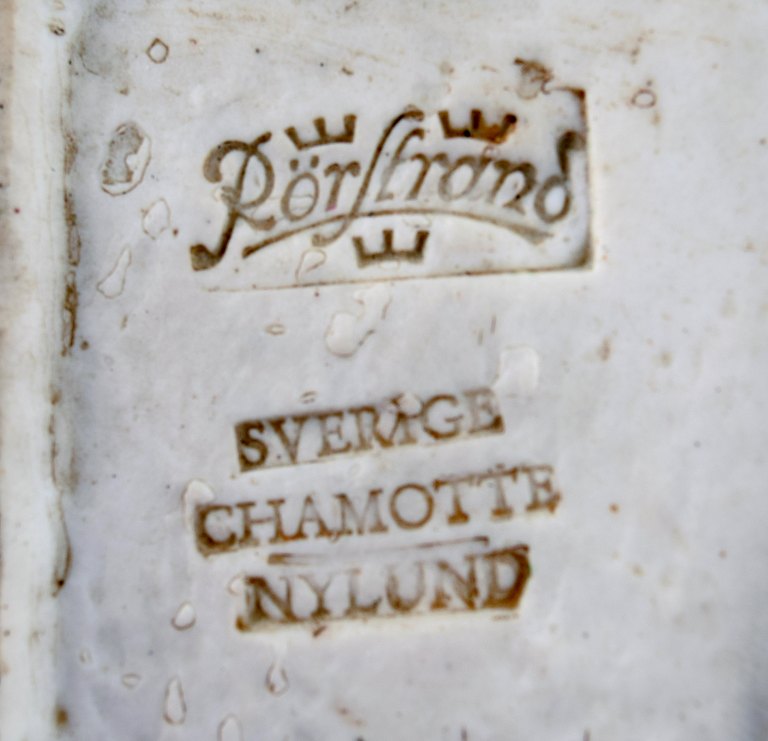 Rörstrand
SVERIGE
CHAMOTTE
NYLUND